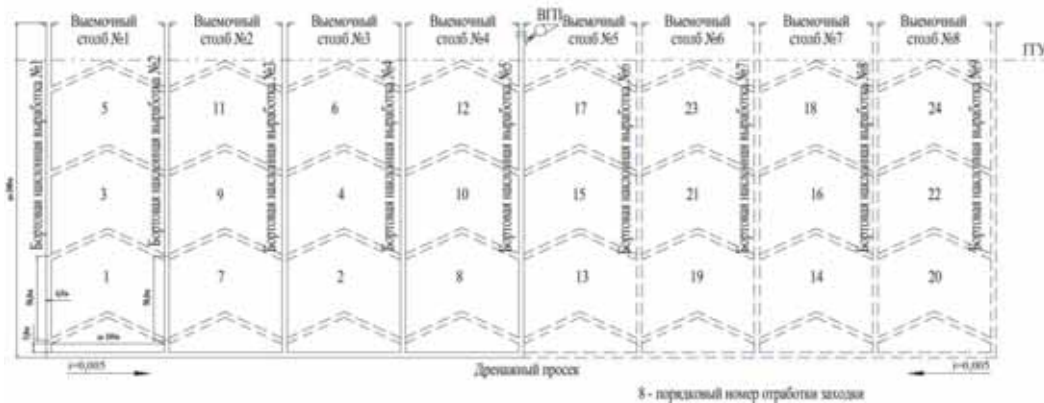 Выемочный
столб №1
Выемочный
столб №2
Выемочный
столб №3
Выемочный
столб №4
ВГП
Выемочный
столб №5
Выемочный
столб №6
Выемочный
столб №7
Выемочный
столб №8
Бортовая наклонная выработка №1
Бортовая наклонная выработка №2
Бортовая наклонная выработка №3
Бортовая наклонная выработка №4
Бортовая наклонная выработка №5
Бортовая наклонная выработка №6
Бортовая наклонная выработка №7
Бортовая наклонная выработка №8
Бортовая наклонная выработка №9
5
11
6
12
17
23
18
24
3
9
4
10
15
21
16
22
1
7
2
8
13
19
14
20
i=0,005
Дренажный просек
i=0,005
8 - порядковый номер отработки заходки